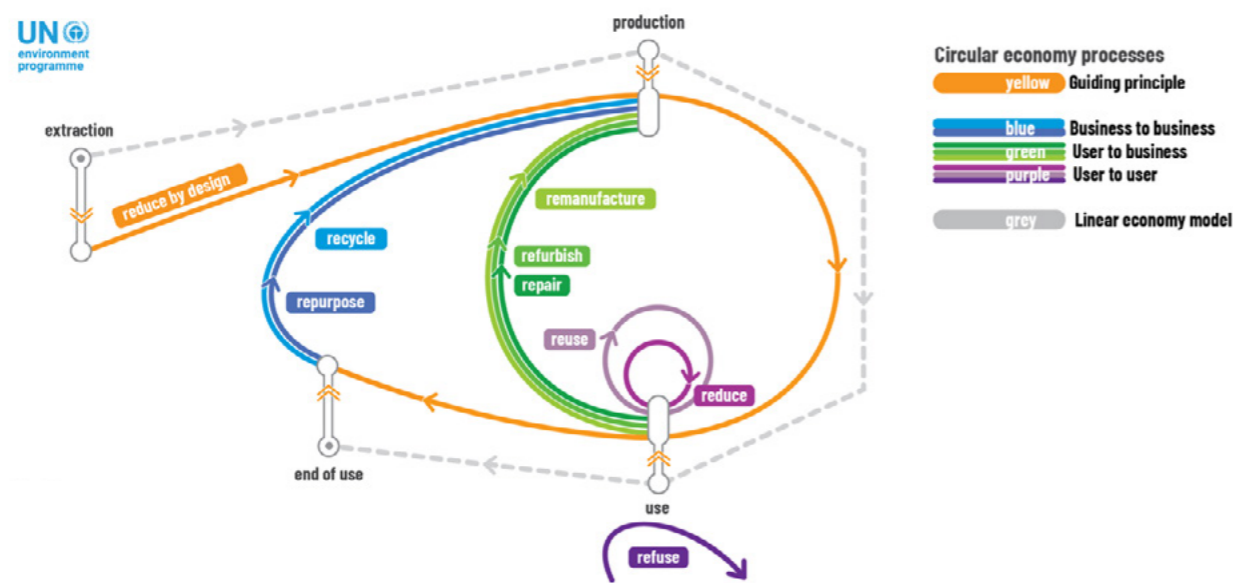 UN
environment
programme
production
extraction
reduce by design
recycle
repurpose
remanufacture
refurbish
repair
reuse
reduce
end of use
use
refuse
Circular economy processes
yellow Guiding principle
blue Business to business
green User to business
purple User to user
grey Linear economy model